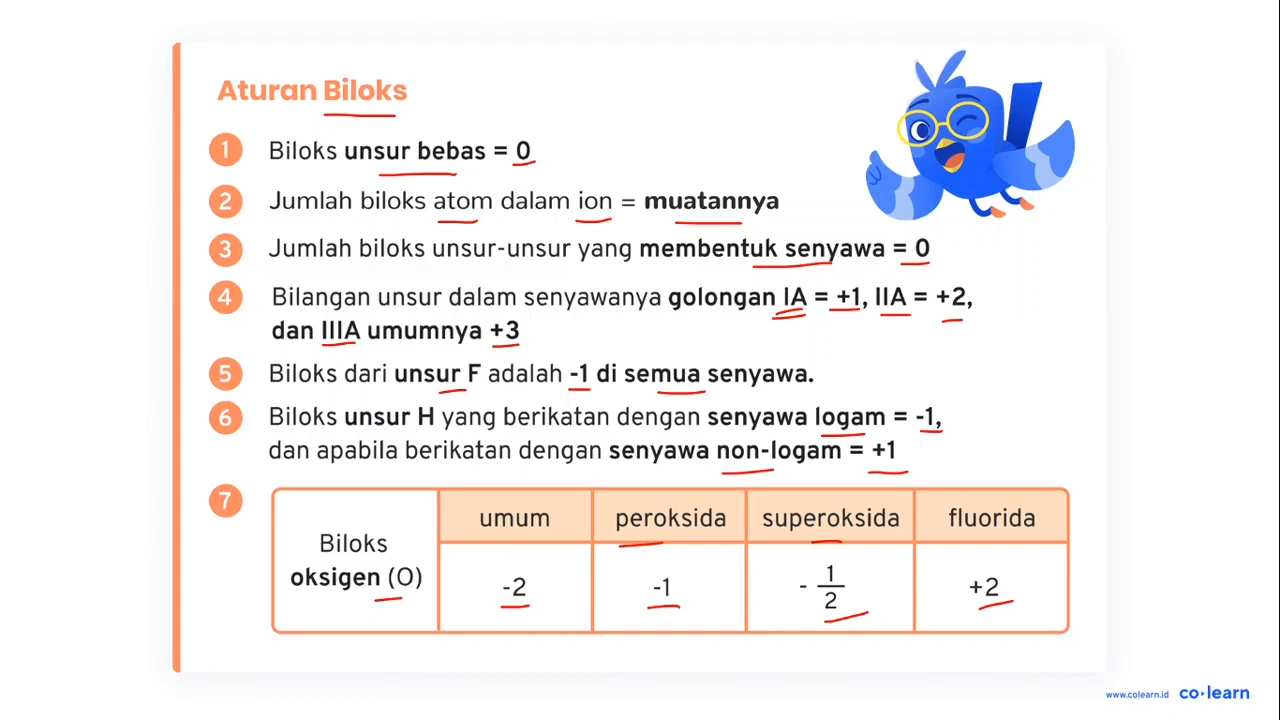 Aturan Biloks
1 Biloks unsur bebas = 0
2 Jumlah biloks atom dalam ion = muatannya
3 Jumlah biloks unsur-unsur yang membentuk senyawa = 0
4 Bilangan unsur dalam senyawanya golongan IA = +1, IIA = +2,
dan IIIA umumnya +3
5 Biloks dari unsur F adalah -1 di semua senyawa.
6 Biloks unsur H yang berikatan dengan senyawa logam = -1,
dan apabila berikatan dengan senyawa non-logam = +1
7
Biloks
oksigen (O)
umum peroksida superoksida fluorida
-2 -1 - 1/2 +2
www.colearn.id co learn